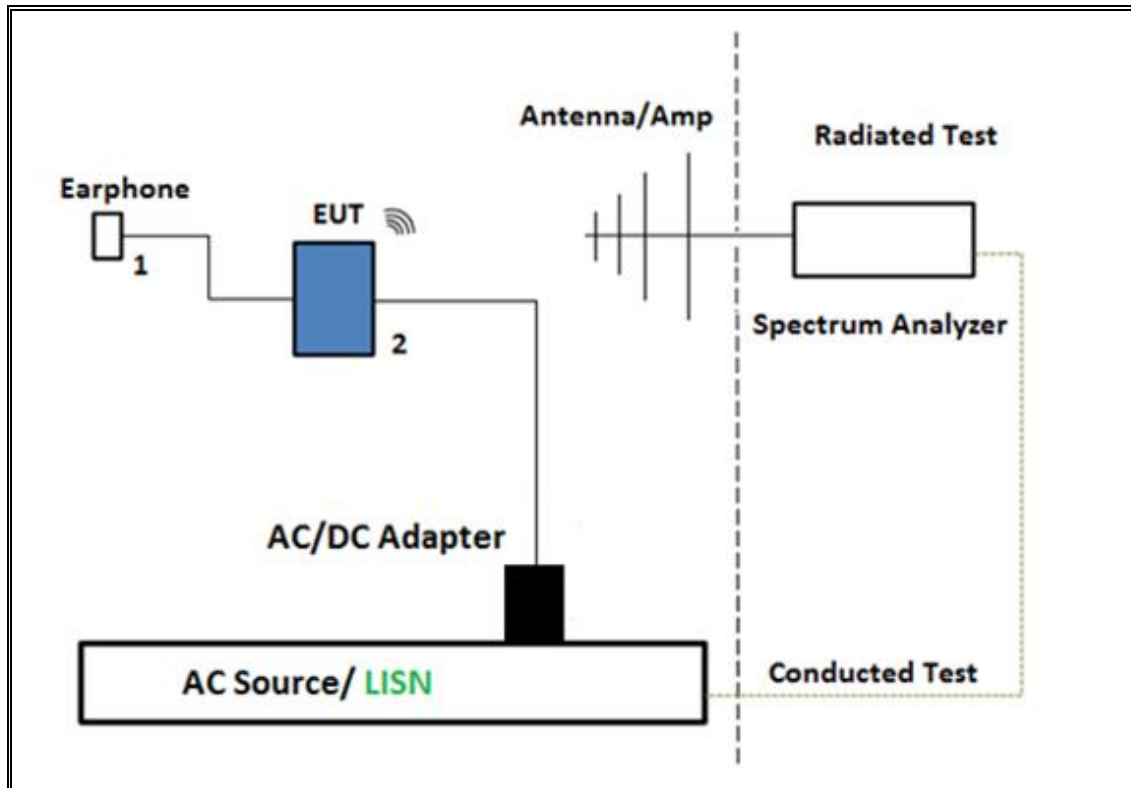 Antenna/Amp
Radiated Test
Earphone
1
EUT
2
Spectrum Analyzer
AC/DC Adapter
AC Source/ LISN
Conducted Test